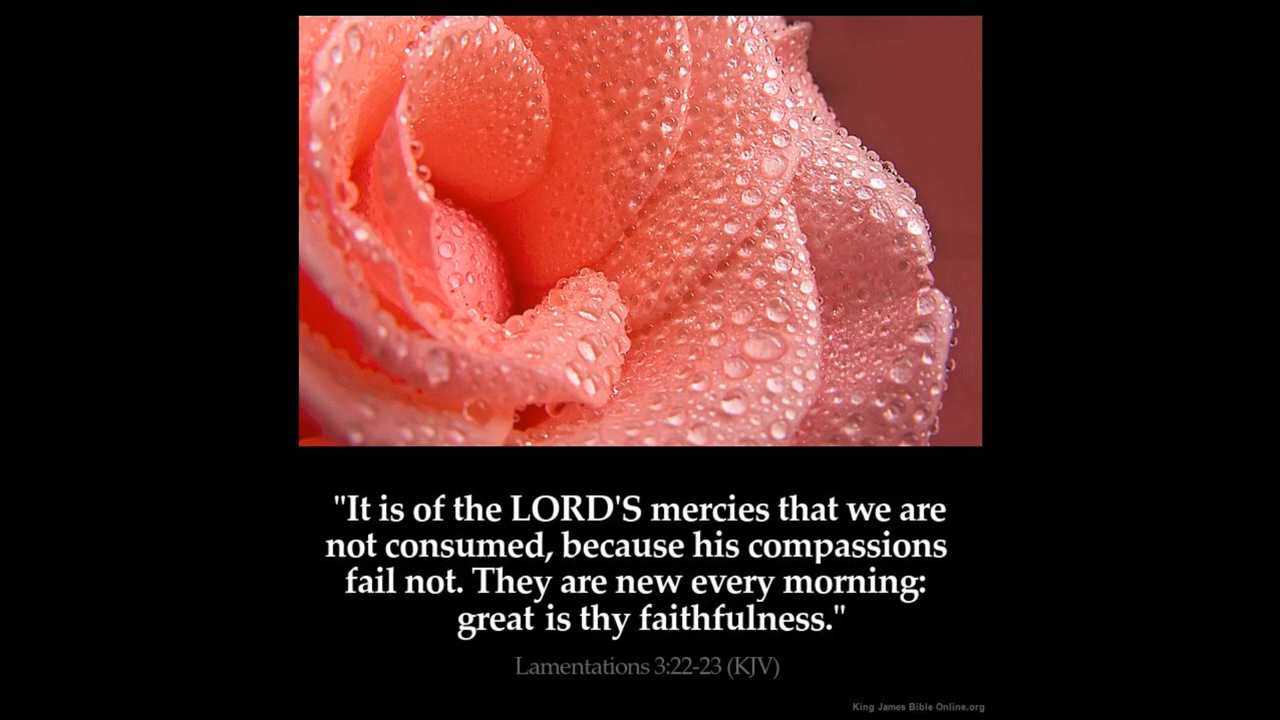 "It is of the LORD'S mercies that we are
not consumed, because his compassions
fail not. They are new every morning:
great is thy faithfulness."
Lamentations 3:22-23 (KJV)
King James Bible Online.org